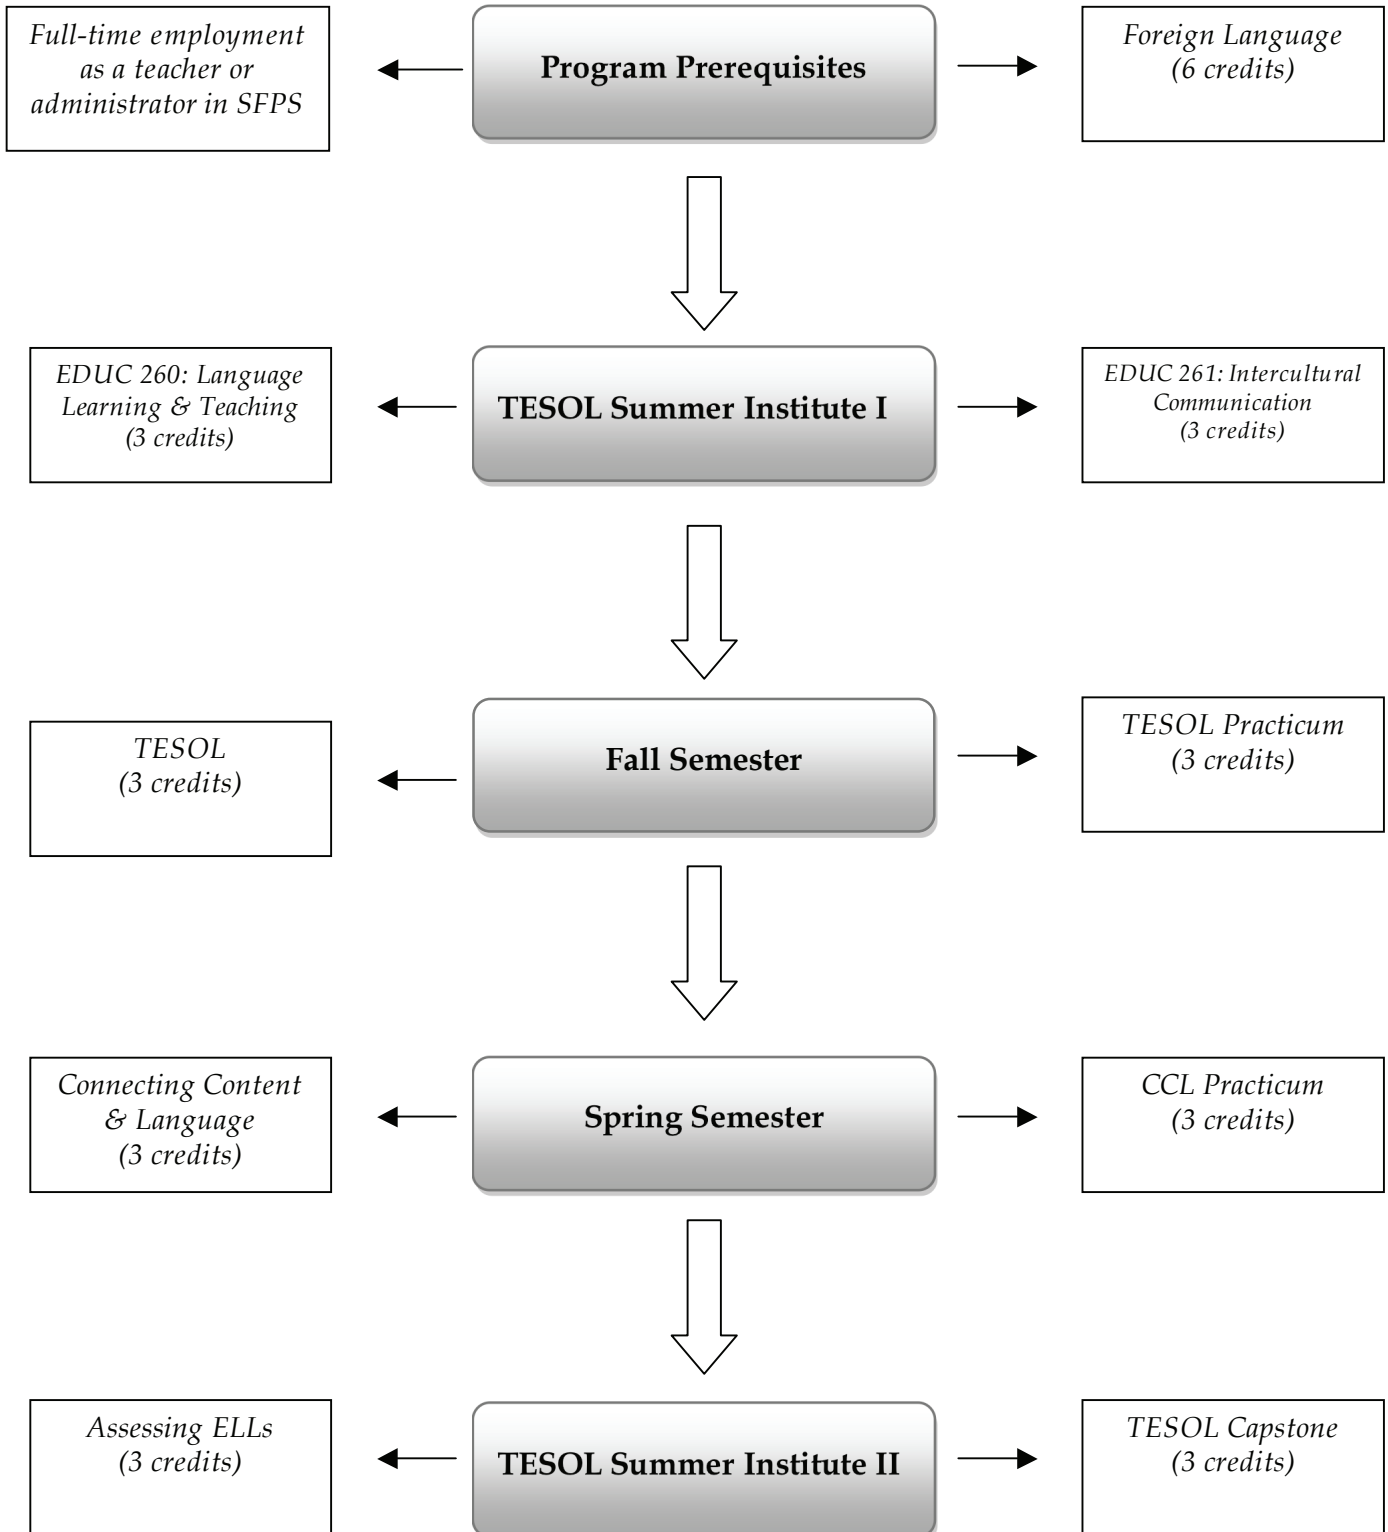 Full-time employment
as a teacher or
administrator in SFPS
Program Prerequisites
Foreign Language
(6 credits)
EDUC 260: Language
Learning & Teaching
(3 credits)
TESOL Summer Institute I
EDUC 261: Intercultural
Communication
(3 credits)
TESOL
(3 credits)
Fall Semester
TESOL Practicum
(3 credits)
Connecting Content
& Language
(3 credits)
Spring Semester
CCL Practicum
(3 credits)
Assessing ELLs
(3 credits)
TESOL Summer Institute II
TESOL Capstone
(3 credits)